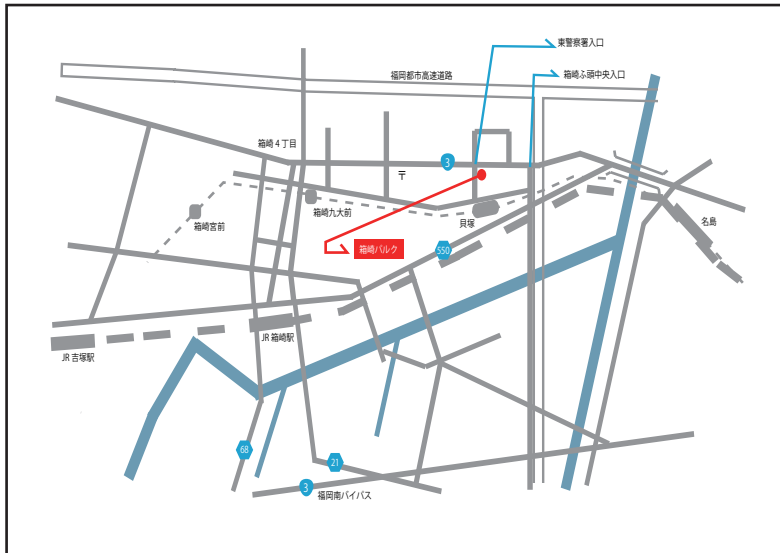 東警察署入口
箱崎ふ頭中央入口
福岡都市高速道路
箱崎４丁目
3
〒
箱崎九大前
箱崎宮前
貝塚
名島
箱崎バルク
550
JR 箱崎駅
JR 吉塚駅
68
21
3
福岡南バイパス